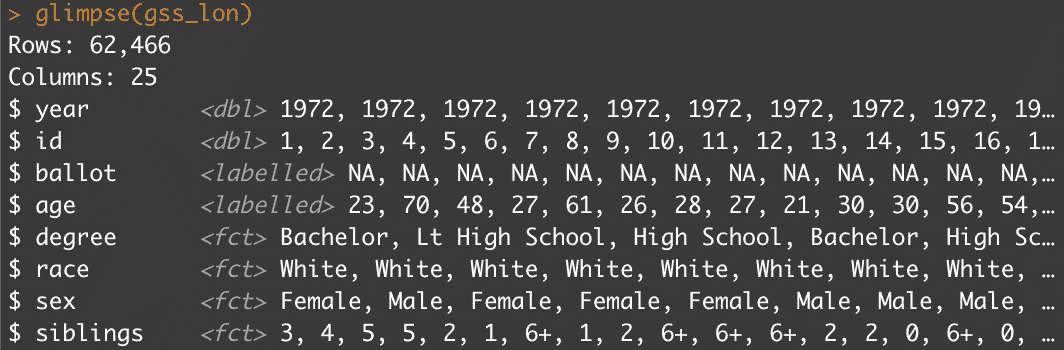 > glimpse(gss_lon)
Rows: 62,466
Columns: 25
$ year <dbl> 1972, 1972, 1972, 1972, 1972, 1972, 1972, 1972, 1972, 19…
$ id <dbl> 1, 2, 3, 4, 5, 6, 7, 8, 9, 10, 11, 12, 13, 14, 15, 16, 1…
$ ballot <labelled> NA, NA, NA, NA, NA, NA, NA, NA, NA, NA, NA, NA, NA,…
$ age <labelled> 23, 70, 48, 27, 61, 26, 28, 27, 21, 30, 30, 56, 54,…
$ degree <fct> Bachelor, Lt High School, High School, Bachelor, High Sc…
$ race <fct> White, White, White, White, White, White, White, White, …
$ sex <fct> Female, Male, Female, Female, Female, Male, Male, Male, …
$ siblings <fct> 3, 4, 5, 5, 2, 1, 6+, 1, 2, 6+, 6+, 6+, 2, 2, 0, 6+, 0, …